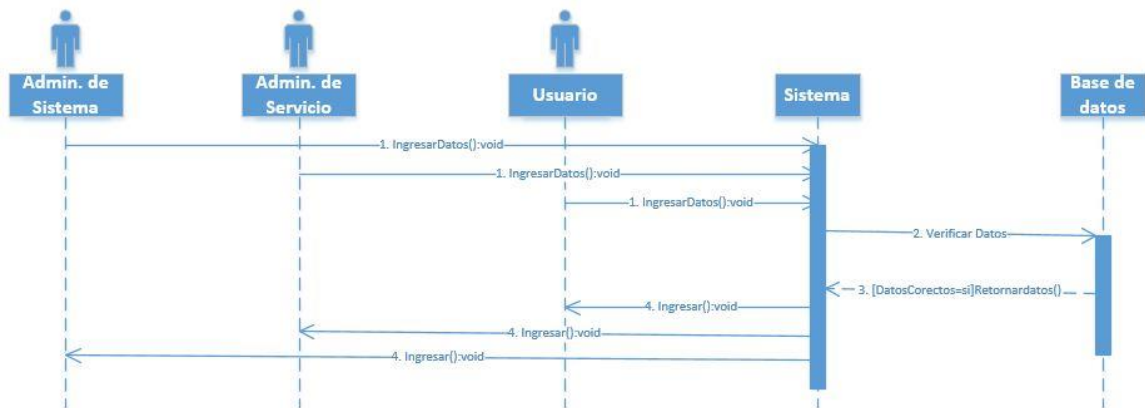 Admin. de
Sistema
Admin. de
Servicio
Usuario
Sistema
Base de
datos
1. IngresarDatos():void
1. IngresarDatos():void
1. IngresarDatos():void
2. Verificar Datos
3. [DatosCorectos=si]Retornardatos()
4. Ingresar():void
4. Ingresar():void
4. Ingresar():void